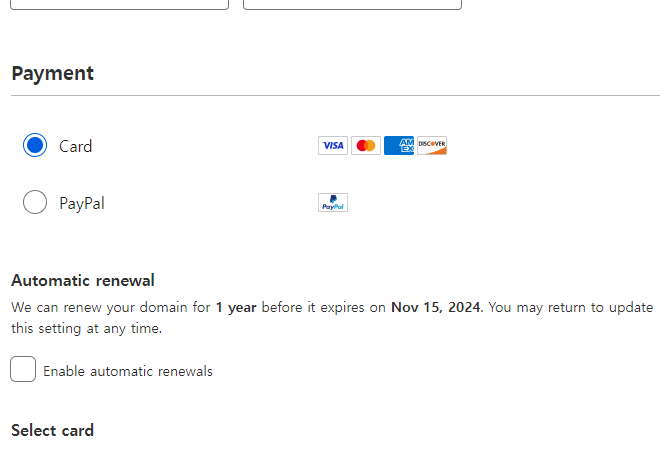 Payment
Card VISA AM EX DISCOVER
PayPal PayPal
Automatic renewal
We can renew your domain for 1 year before it expires on Nov 15, 2024. You may return to update
this setting at any time.
Enable automatic renewals
Select card